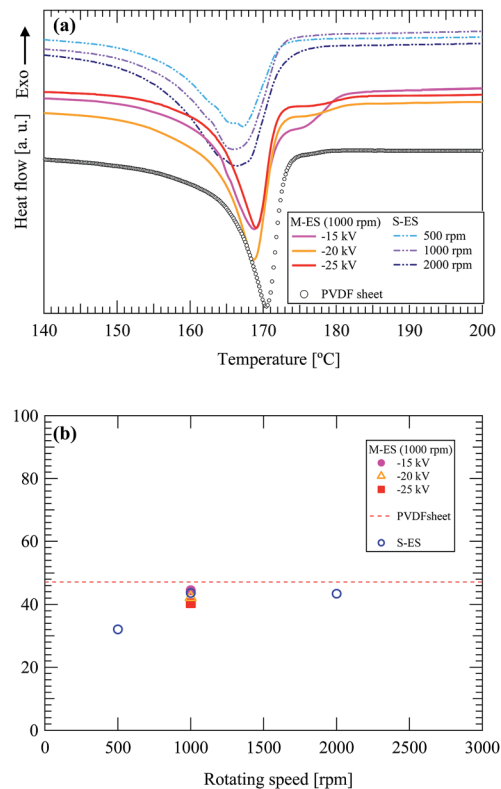 (a)
Exo
Heat flow [a. u.]
M-ES (1000 rpm)
-15 kV
-20 kV
-25 kV
PVDF sheet
S-ES
500 rpm
1000 rpm
2000 rpm
140 150 160 170 180 190 200
Temperature [ºC]
(b)
100
80
60
40
20
0
M-ES (1000 rpm)
-15 kV
-20 kV
-25 kV
PVDFsheet
S-ES
0 500 1000 1500 2000 2500 3000
Rotating speed [rpm]